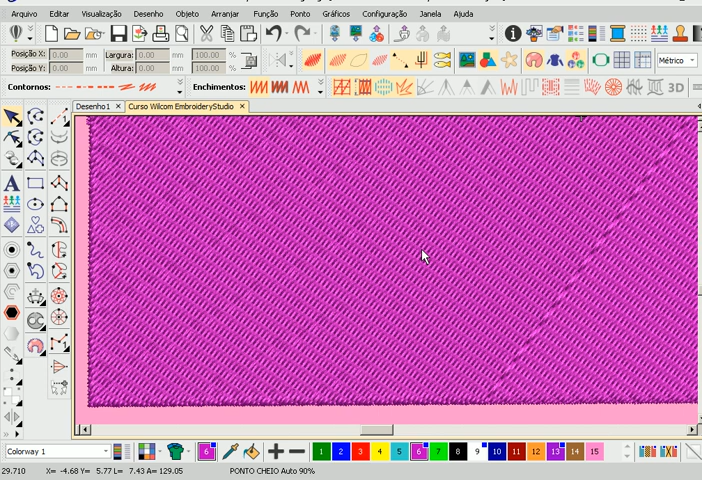 Arquivo Editar Visualização Desenho Objeto Arranjar Função Ponto Gráficos Configuração Janela Ajuda
Posição X: 0.00 mm Largura: 0.00 mm 100.00 %
Posição Y: 0.00 mm Altura: 0.00 mm 100.00 %
Métrico
Contornos: Enchimentos: 3D
Desenho1 Curso Wilcom EmbroideryStudio
A
Colorway 1 6 1 2 3 4 5 6 7 8 9 10 11 12 13 14 15
29.710 X= -4.68 Y= 5.77 L= 7.43 A= 129.05 PONTO CHEIO Auto 90%